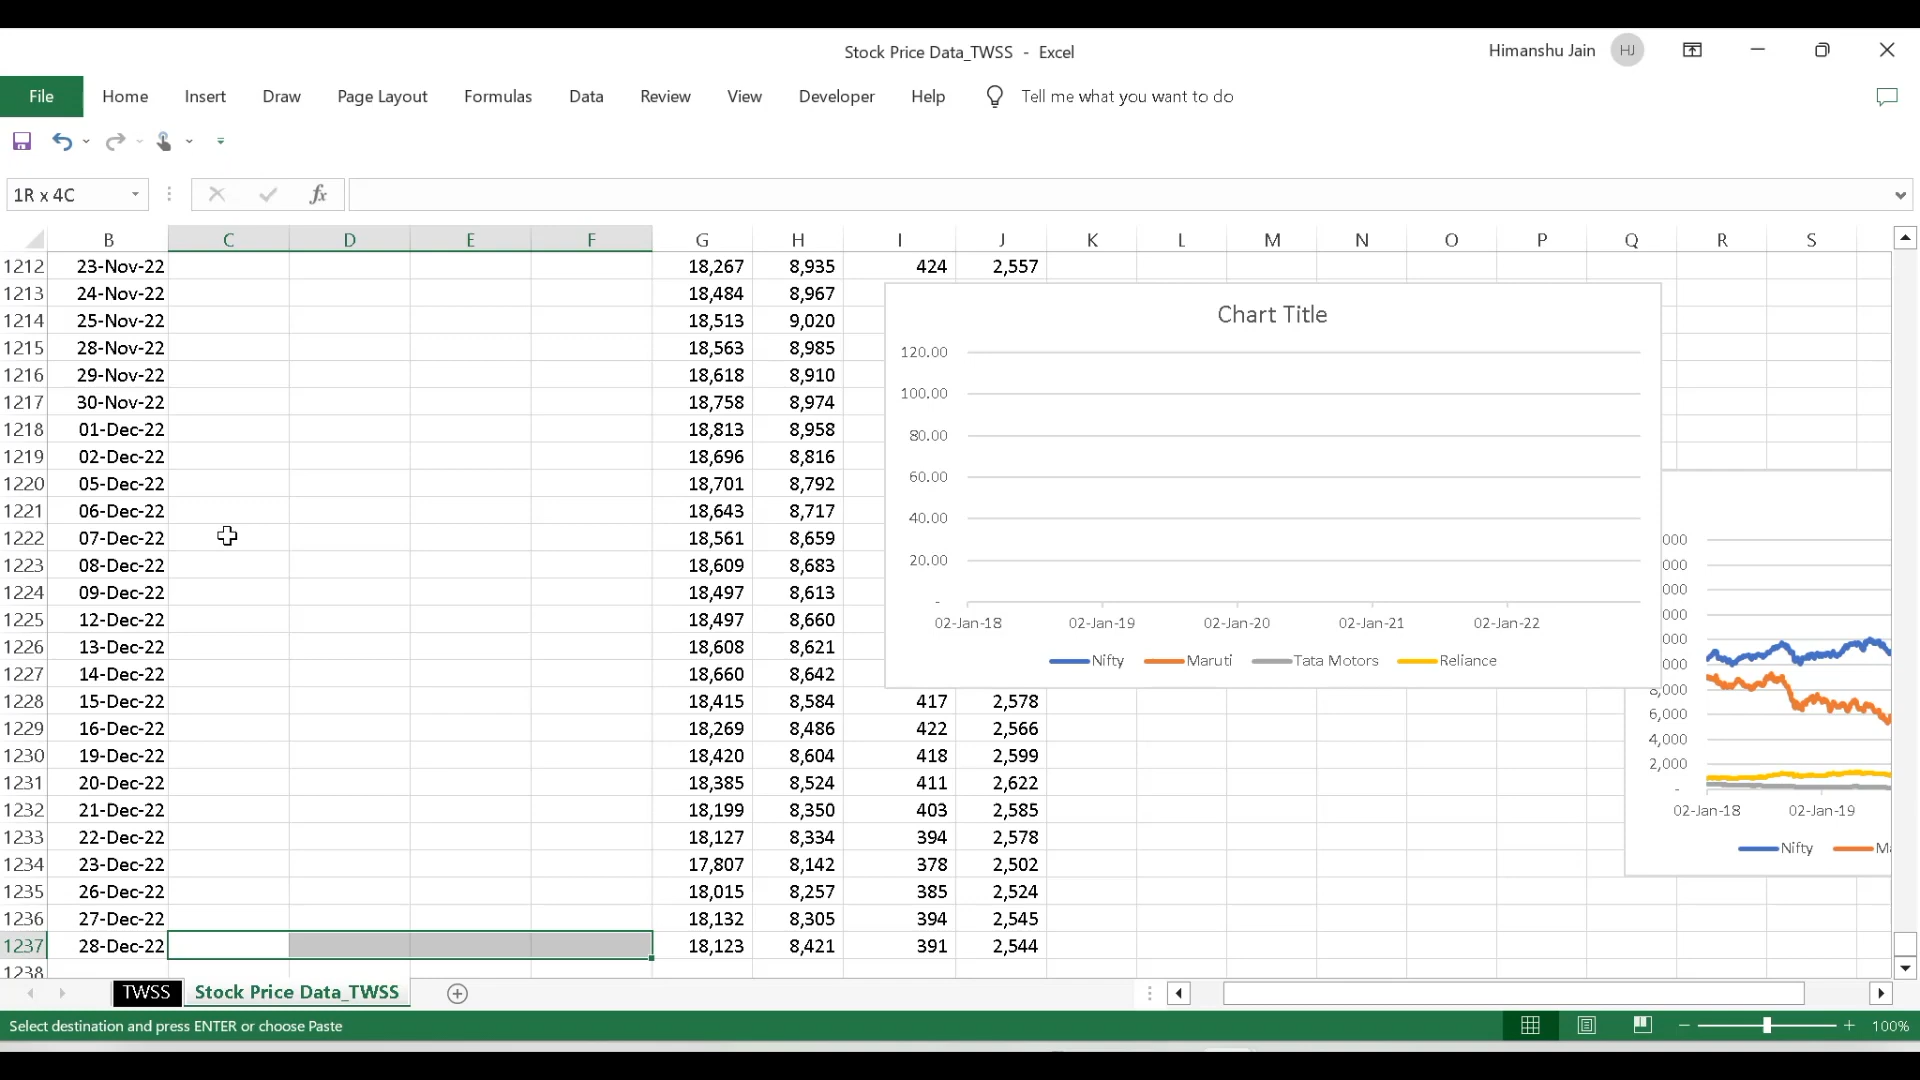 Stock Price Data_TWSS - Excel
Himanshu Jain HJ
File Home Insert Draw Page Layout Formulas Data Review View Developer Help Tell me what you want to do
1R x 4C fx
B C D E F G H I J K L M N O P Q R S
1212 23-Nov-22 18,267 8,935 424 2,557
1213 24-Nov-22 18,484 8,967
1214 25-Nov-22 18,513 9,020
1215 28-Nov-22 18,563 8,985
1216 29-Nov-22 18,618 8,910
1217 30-Nov-22 18,758 8,974
1218 01-Dec-22 18,813 8,958
1219 02-Dec-22 18,696 8,816
1220 05-Dec-22 18,701 8,792
1221 06-Dec-22 18,643 8,717
1222 07-Dec-22 18,561 8,659
1223 08-Dec-22 18,609 8,683
1224 09-Dec-22 18,497 8,613
1225 12-Dec-22 18,497 8,660
1226 13-Dec-22 18,608 8,621
1227 14-Dec-22 18,660 8,642
1228 15-Dec-22 18,415 8,584 417 2,578
1229 16-Dec-22 18,269 8,486 422 2,566
1230 19-Dec-22 18,420 8,604 418 2,599
1231 20-Dec-22 18,385 8,524 411 2,622
1232 21-Dec-22 18,199 8,350 403 2,585
1233 22-Dec-22 18,127 8,334 394 2,578
1234 23-Dec-22 17,807 8,142 378 2,502
1235 26-Dec-22 18,015 8,257 385 2,524
1236 27-Dec-22 18,132 8,305 394 2,545
1237 28-Dec-22 18,123 8,421 391 2,544
1238
Chart Title
120.00
100.00
80.00
60.00
40.00
20.00
-
02-Jan-18 02-Jan-19 02-Jan-20 02-Jan-21 02-Jan-22
Nifty Maruti Tata Motors Reliance
000
000
000
000
000
000
8,000
6,000
4,000
2,000
-
02-Jan-18 02-Jan-19
Nifty Ma
TWSS Stock Price Data_TWSS
Select destination and press ENTER or choose Paste
100%